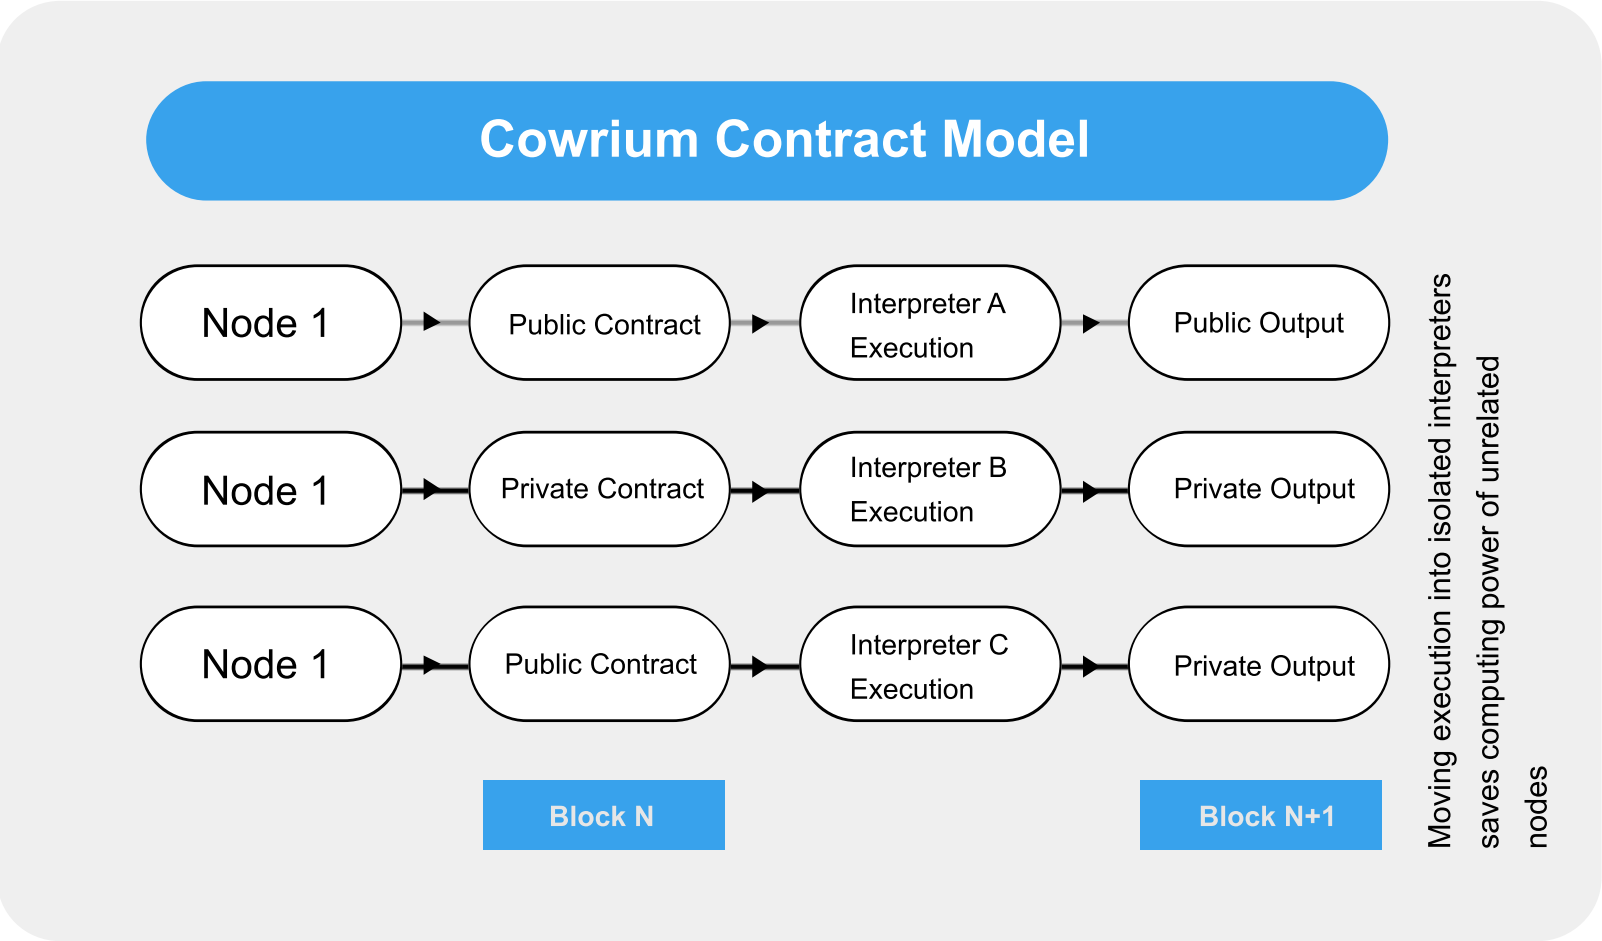 Cowrium Contract Model
Node 1
Public Contract
Interpreter A
Execution
Public Output
Node 1
Private Contract
Interpreter B
Execution
Private Output
Node 1
Public Contract
Interpreter C
Execution
Private Output
Block N
Block N+1
Moving execution into isolated interpreters
saves computing power of unrelated
nodes